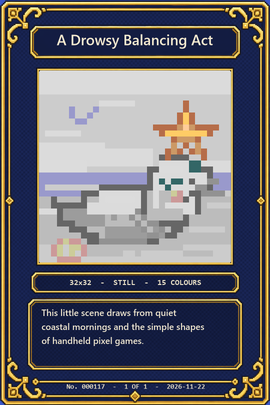 A Drowsy Balancing Act
32x32 - STILL - 15 COLOURS
This little scene draws from quiet
coastal mornings and the simple shapes
of handheld pixel games.
No. 000117 - 1 OF 1 - 2026-11-22